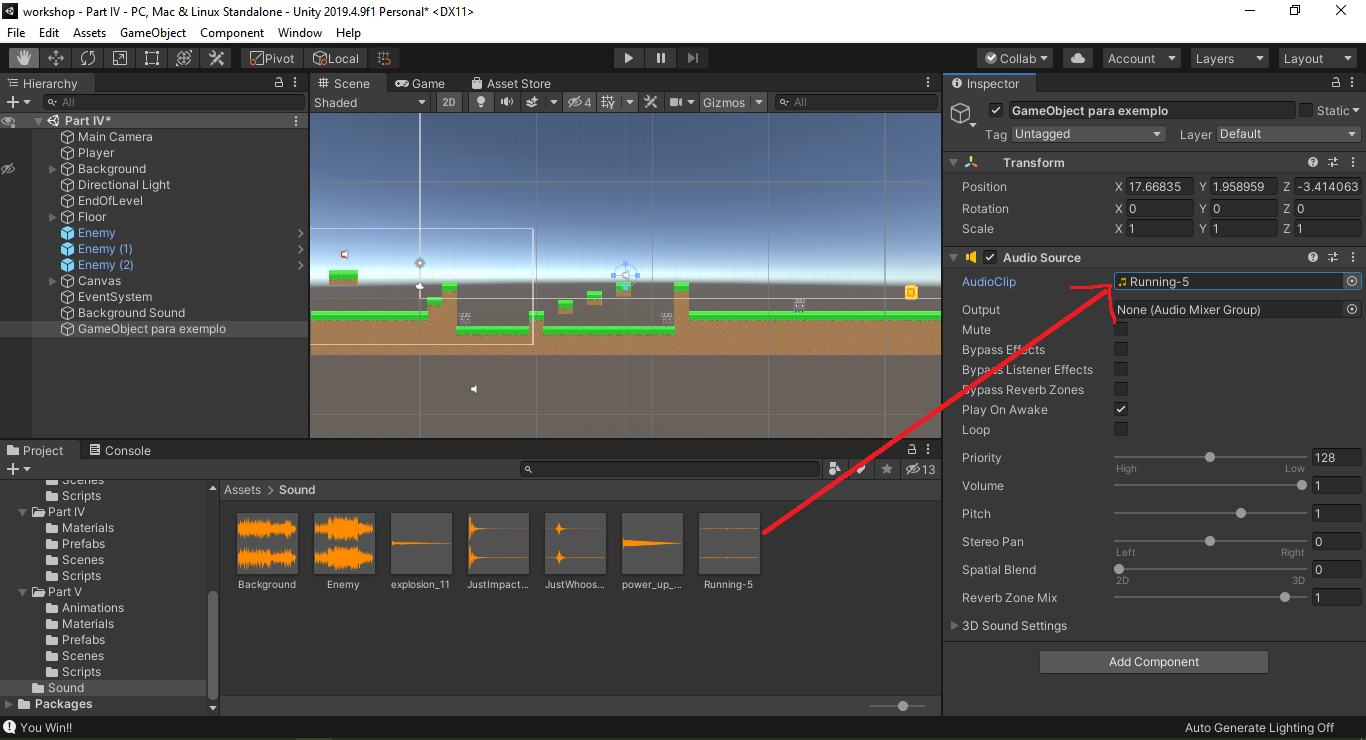 workshop - Part IV - PC, Mac & Linux Standalone - Unity 2019.4.9f1 Personal* <DX11>
File Edit Assets GameObject Component Window Help
Pivot Local Collab Account Layers Layout
Hierarchy
All
Part IV*
Main Camera
Player
Background
Directional Light
EndOfLevel
Floor
Enemy
Enemy (1)
Enemy (2)
Canvas
EventSystem
Background Sound
GameObject para exemplo
Scene Game Asset Store
Shaded 2D 4 Gizmos All
Inspector
GameObject para exemplo Static
Tag Untagged Layer Default
Transform
Position X 17.66835 Y 1.958959 Z -3.414063
Rotation X 0 Y 0 Z 0
Scale X 1 Y 1 Z 1
Audio Source
AudioClip Running-5
Output None (Audio Mixer Group)
Mute
Bypass Effects
Bypass Listener Effects
Bypass Reverb Zones
Play On Awake
Loop
Priority 128
High Low
Volume 1
Pitch 1
Stereo Pan 0
Left Right
Spatial Blend 0
2D 3D
Reverb Zone Mix 1
3D Sound Settings
Add Component
Project Console
13
Scenes
Scripts
Part IV
Materials
Prefabs
Scenes
Scripts
Part V
Animations
Materials
Prefabs
Scenes
Scripts
Sound
Packages
Assets > Sound
Background Enemy explosion_11 JustImpact... JustWhoos... power_up_... Running-5
You Win!! Auto Generate Lighting Off